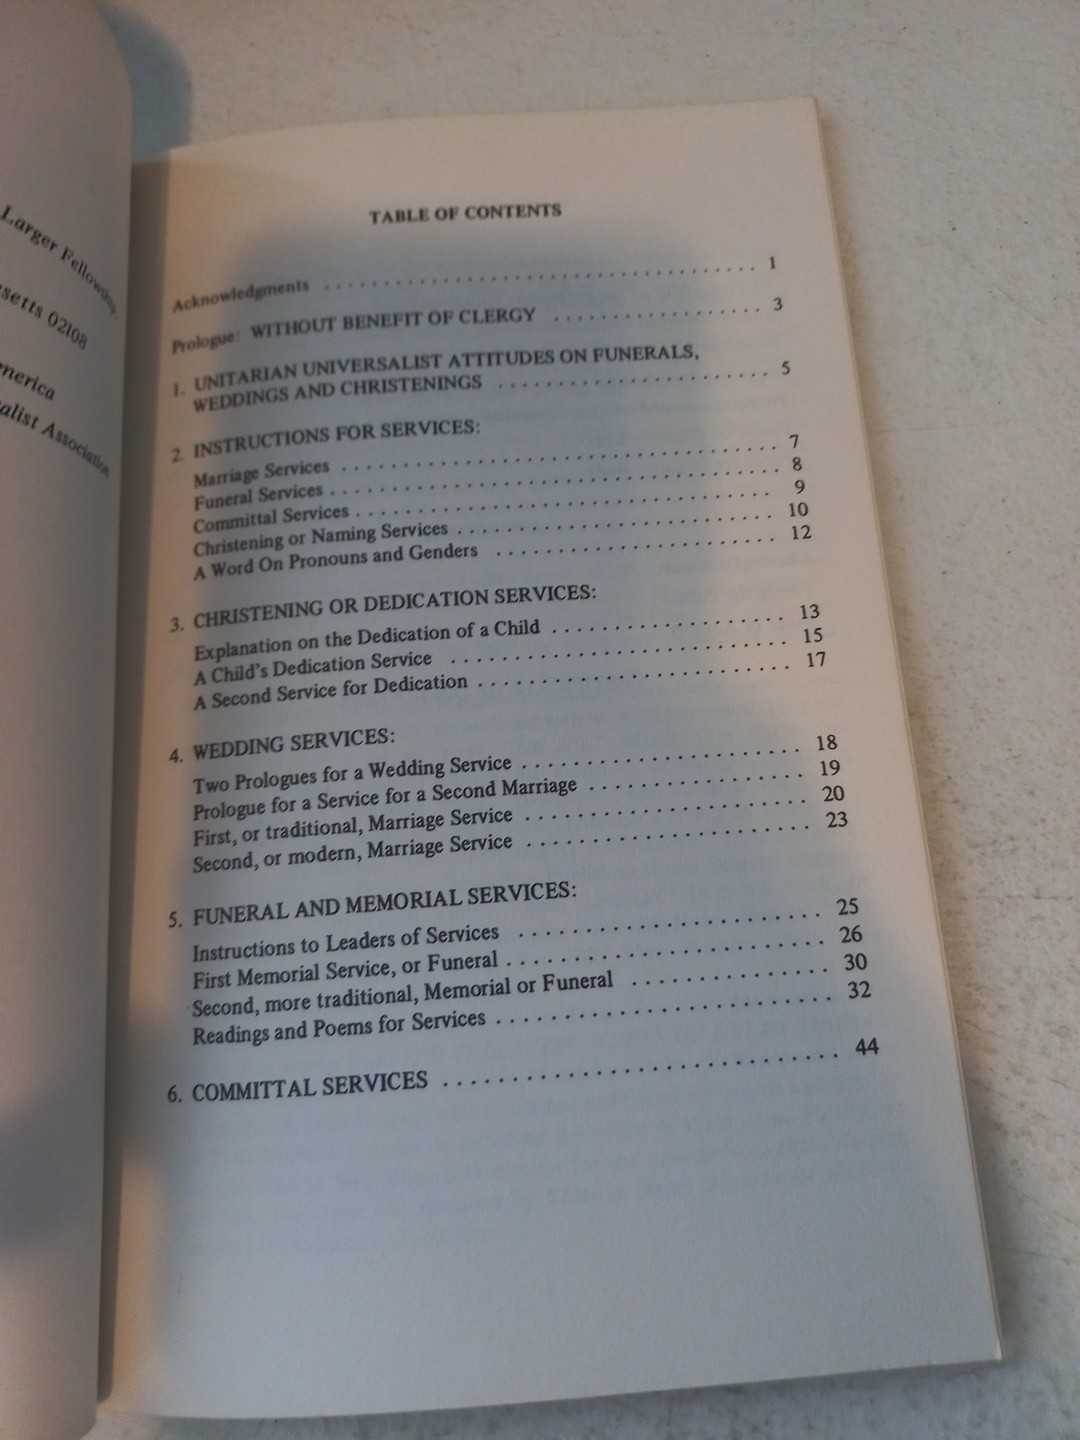 Larger Fellowship,
setts 02108
merica
alist Association
TABLE OF CONTENTS
Acknowledgments . . . . . . . . . . . . . . . . . . . . . . . . . . . . . . 1
Prologue: WITHOUT BENEFIT OF CLERGY . . . . . . . . . . . . . . . . 3
1. UNITARIAN UNIVERSALIST ATTITUDES ON FUNERALS,
WEDDINGS AND CHRISTENINGS . . . . . . . . . . . . . . . . . . . . 5
2. INSTRUCTIONS FOR SERVICES:
Marriage Services . . . . . . . . . . . . . . . . . . . . . . . . . . . . . . 7
Funeral Services . . . . . . . . . . . . . . . . . . . . . . . . . . . . . . 8
Committal Services . . . . . . . . . . . . . . . . . . . . . . . . . . . . 9
Christening or Naming Services . . . . . . . . . . . . . . . . . . . . 10
A Word On Pronouns and Genders . . . . . . . . . . . . . . . . . . . 12
3. CHRISTENING OR DEDICATION SERVICES:
Explanation on the Dedication of a Child . . . . . . . . . . . . . . . 13
A Child's Dedication Service . . . . . . . . . . . . . . . . . . . . . . 15
A Second Service for Dedication . . . . . . . . . . . . . . . . . . . . 17
4. WEDDING SERVICES:
Two Prologues for a Wedding Service . . . . . . . . . . . . . . . . . 18
Prologue for a Service for a Second Marriage . . . . . . . . . . . . . 19
First, or traditional, Marriage Service . . . . . . . . . . . . . . . . . 20
Second, or modern, Marriage Service . . . . . . . . . . . . . . . . . 23
5. FUNERAL AND MEMORIAL SERVICES:
Instructions to Leaders of Services . . . . . . . . . . . . . . . . . . 25
First Memorial Service, or Funeral . . . . . . . . . . . . . . . . . . . 26
Second, more traditional, Memorial or Funeral . . . . . . . . . . . . 30
Readings and Poems for Services . . . . . . . . . . . . . . . . . . . . 32
6. COMMITTAL SERVICES . . . . . . . . . . . . . . . . . . . . . . . . 44